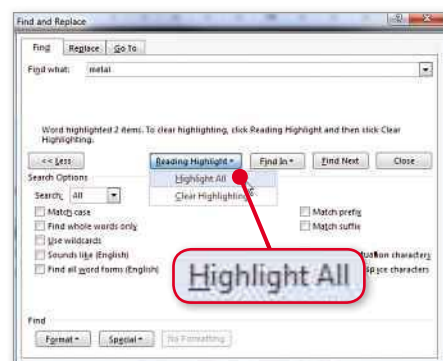 Find and Replace
Find Replace Go To
Find what: metal
Word highlighted 2 items. To clear highlighting, click Reading Highlight and then click Clear
Highlighting.
<< Less Reading Highlight Find In Find Next Close
Search Options
Highlight All
Search: All
Clear Highlighting
Match case Match prefix
Find whole words only Match suffix
Use wildcards
Sounds like (English) characters
Find all word forms (English) characters
Highlight All
Find
Format Special No Formatting